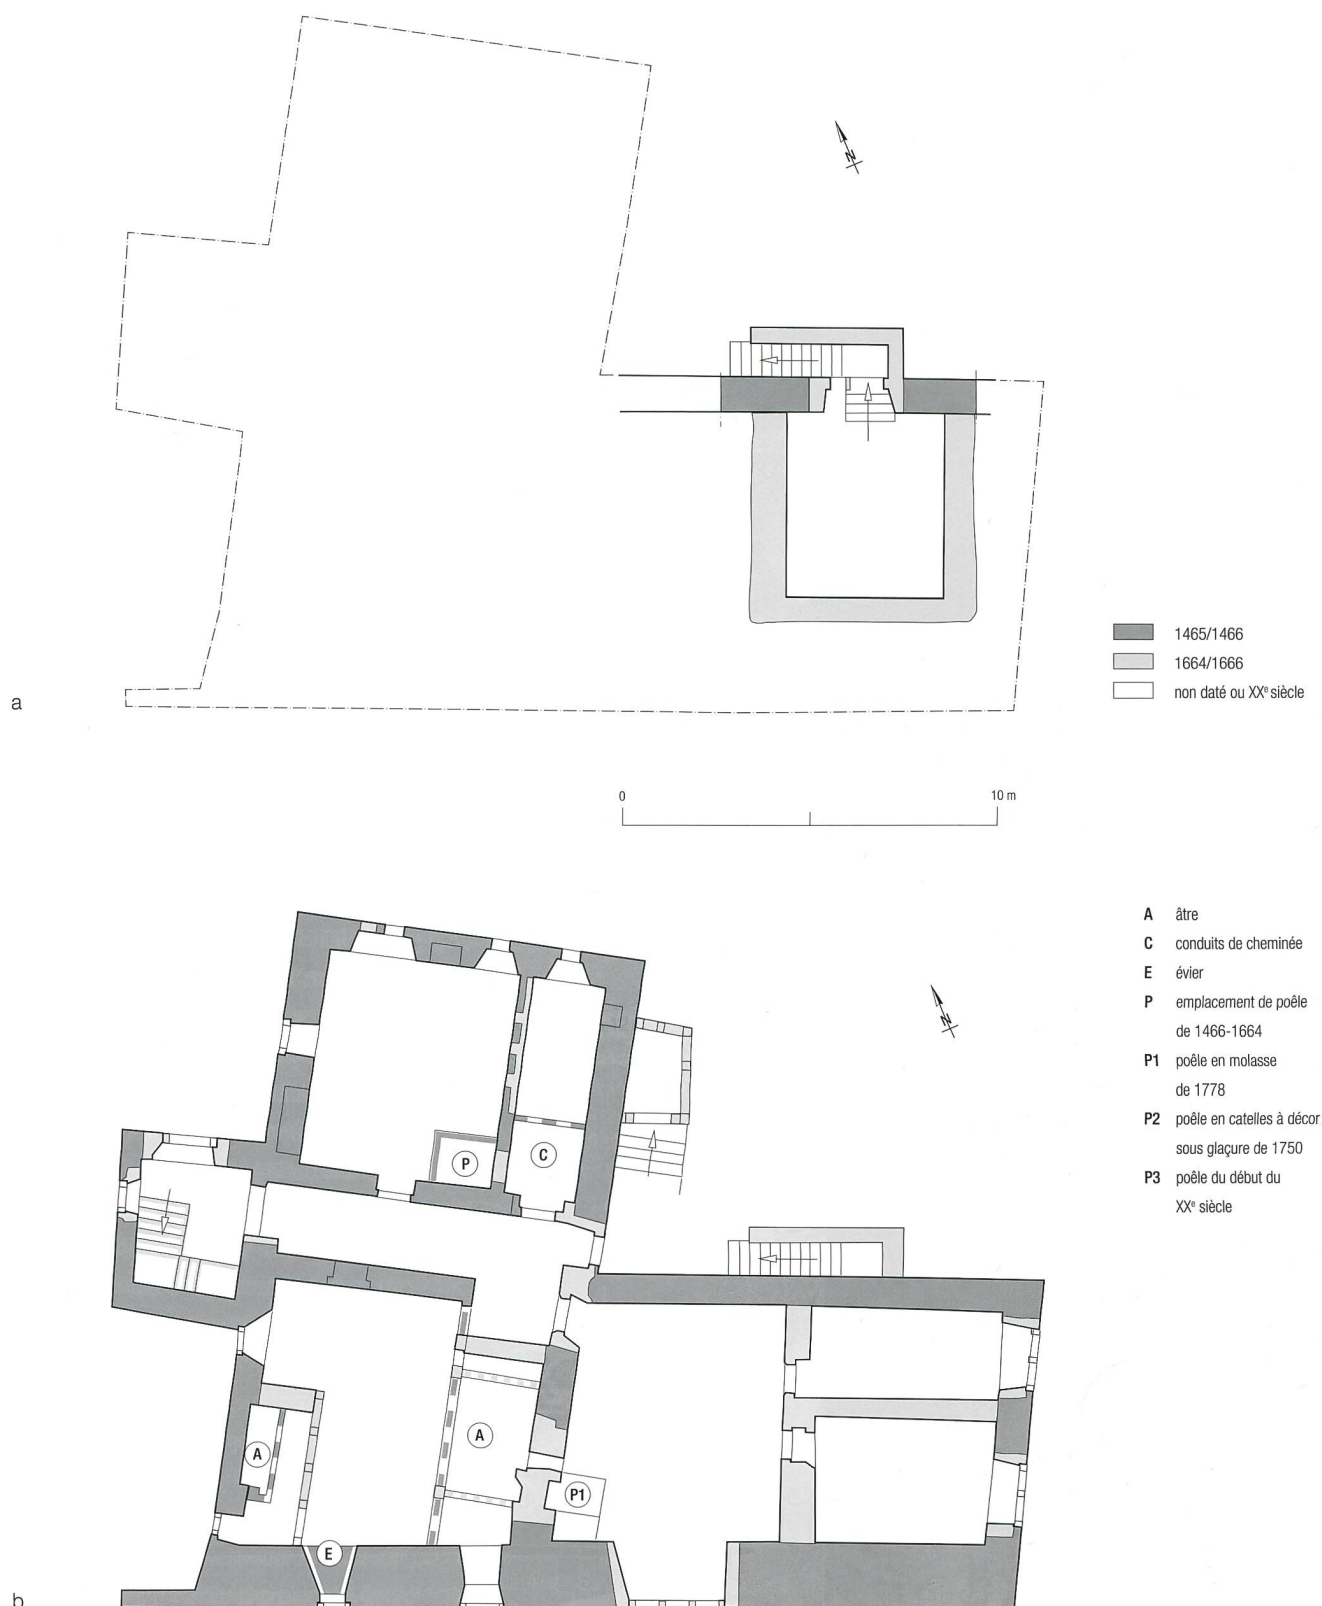 N
1465/1466
1664/1666
non daté ou XXe siècle
a
0 10 m
A âtre
C conduits de cheminée
E évier
P emplacement de poêle
de 1466-1664
P1 poêle en molasse
de 1778
P2 poêle en catelles à décor
sous glaçure de 1750
P3 poêle du début du
XXe siècle
N
P
C
A
A
P1
E
b